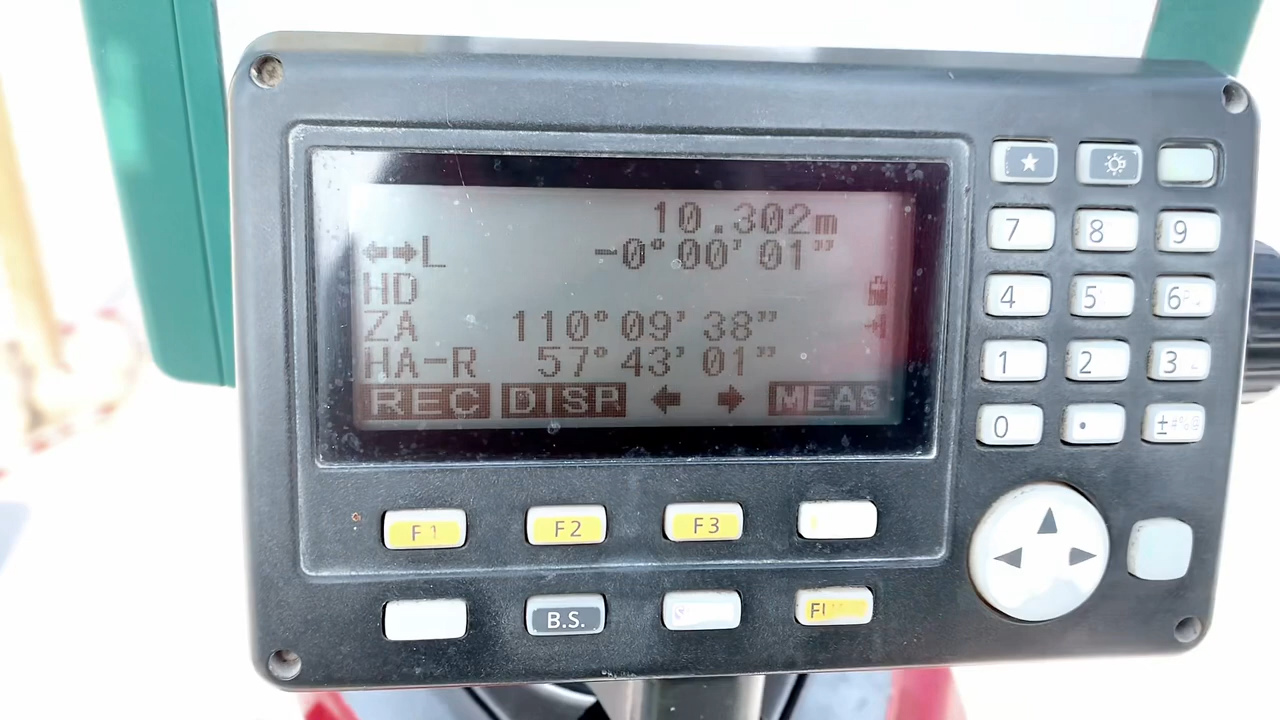 10.302m
←→L -0°00'01"
HD
ZA 110°09'38"
HA-R 57°43'01"
REC DISP ← → MEAS
7 8 9
4 5 6
1 2 3
0 • ±
F1 F2 F3
B.S.